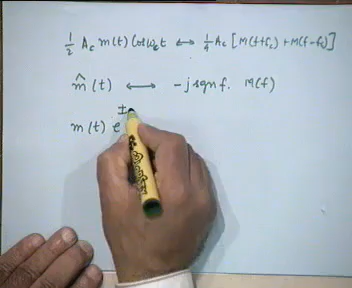 ½ A_c m(t) Cos ω_c t ↔ ¼ A_c [M(f+f_c) + M(f-f_c)]
m̂(t) ↔ -j sgn f. M(f)
m(t) e^±